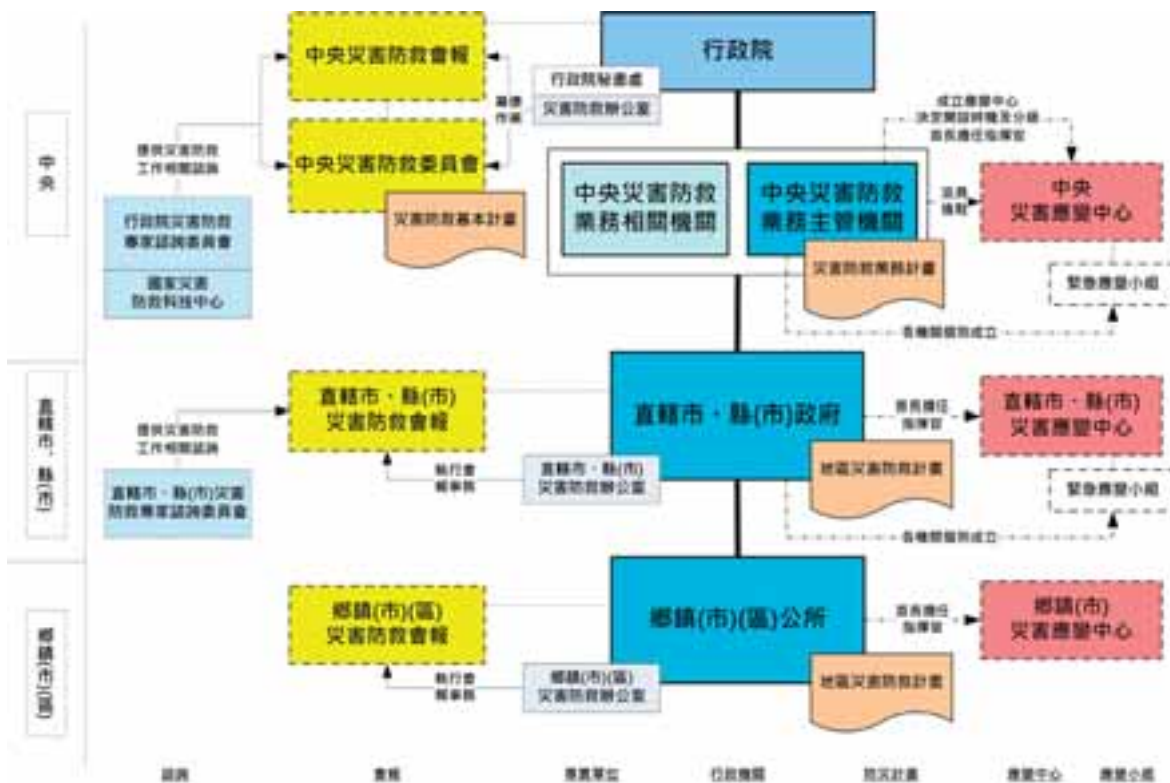 中央災害防救會報
行政院
行政院秘書處
災害防救辦公室
幕僚
作業
成立應變中心
決定開設時機及分級
首長擔任指揮官
中央
提供災害防救
工作相關諮詢
中央災害防救委員會
中央災害防救
業務相關機關
中央災害防救
業務主管機關
派員
進駐
中央
災害應變中心
行政院災害防救
專家諮詢委員會
國家災害
防救科技中心
災害防救基本計畫
災害防救業務計畫
緊急應變小組
各機關個別成立
直轄市、縣(市)
直轄市、縣(市)
災害防救會報
直轄市、縣(市)政府
首長擔任
指揮官
直轄市、縣(市)
災害應變中心
提供災害防救
工作相關諮詢
執行會
報事務
直轄市、縣(市)
災害防救辦公室
地區災害防救計畫
緊急應變小組
直轄市、縣(市)災害
防救專家諮詢委員會
各機關個別成立
鄉鎮(市)(區)
鄉鎮(市)(區)
災害防救會報
鄉鎮(市)(區)公所
首長擔任
指揮官
鄉鎮(市)
災害應變中心
執行會
報事務
鄉鎮(市)(區)
災害防救辦公室
地區災害防救計畫
諮詢
會報
專責單位
行政機關
防災計畫
應變中心
應變小組